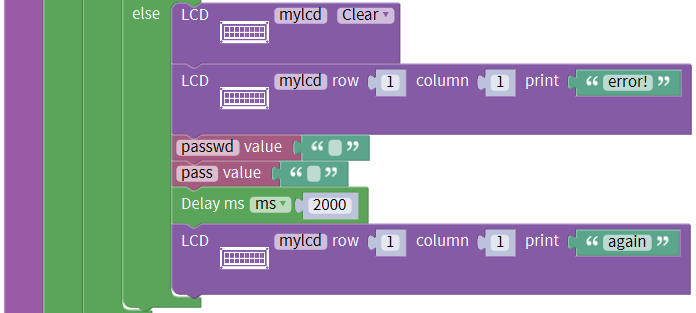 else LCD mylcd Clear
LCD mylcd row 1 column 1 print “ error! ”
passwd value “ ”
pass value “ ”
Delay ms ms 2000
LCD mylcd row 1 column 1 print “ again ”